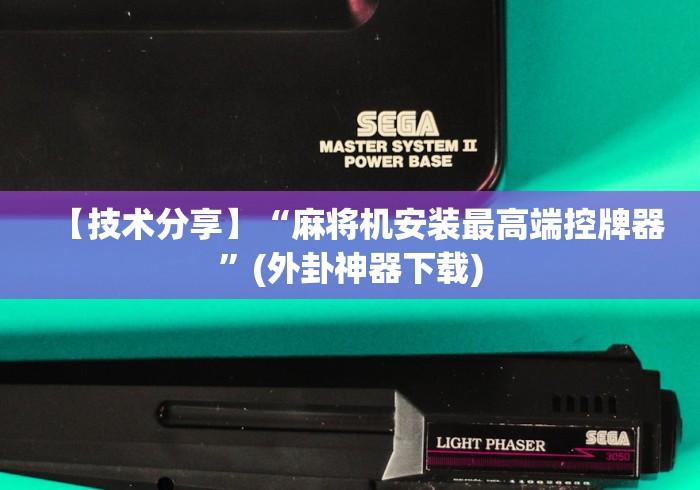 SEGA
MASTER SYSTEM II
POWER BASE
【技术分享】“麻将机安装最高端控牌器
”(外卦神器下载)
LIGHT PHASER
SEGA
3050